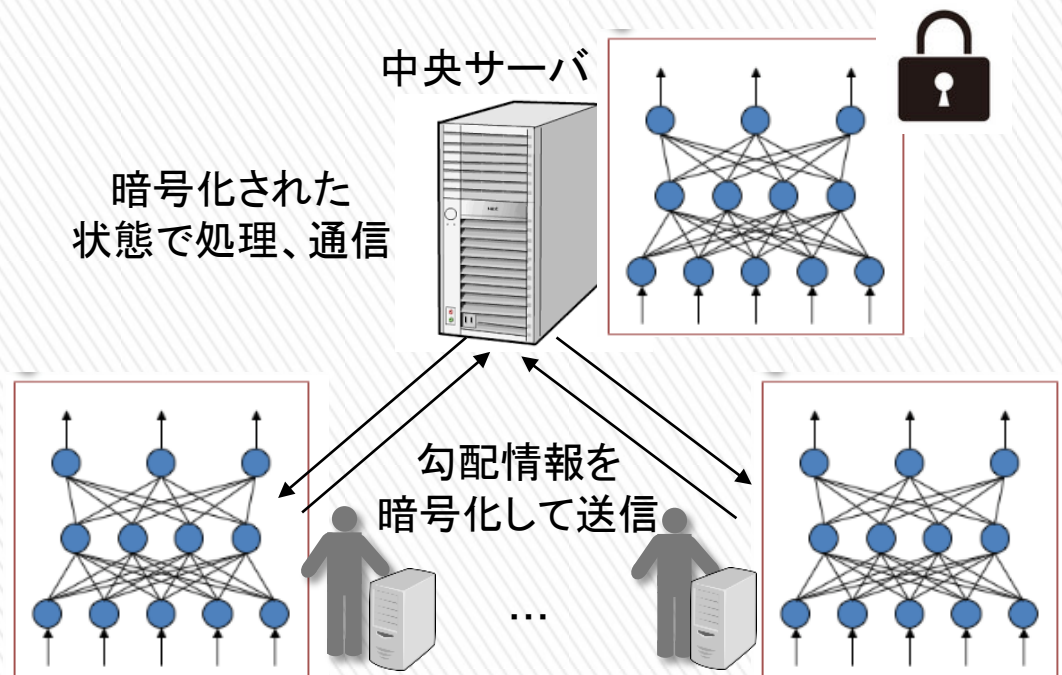 中央サーバ
暗号化された
状態で処理、通信
勾配情報を
暗号化して送信
…